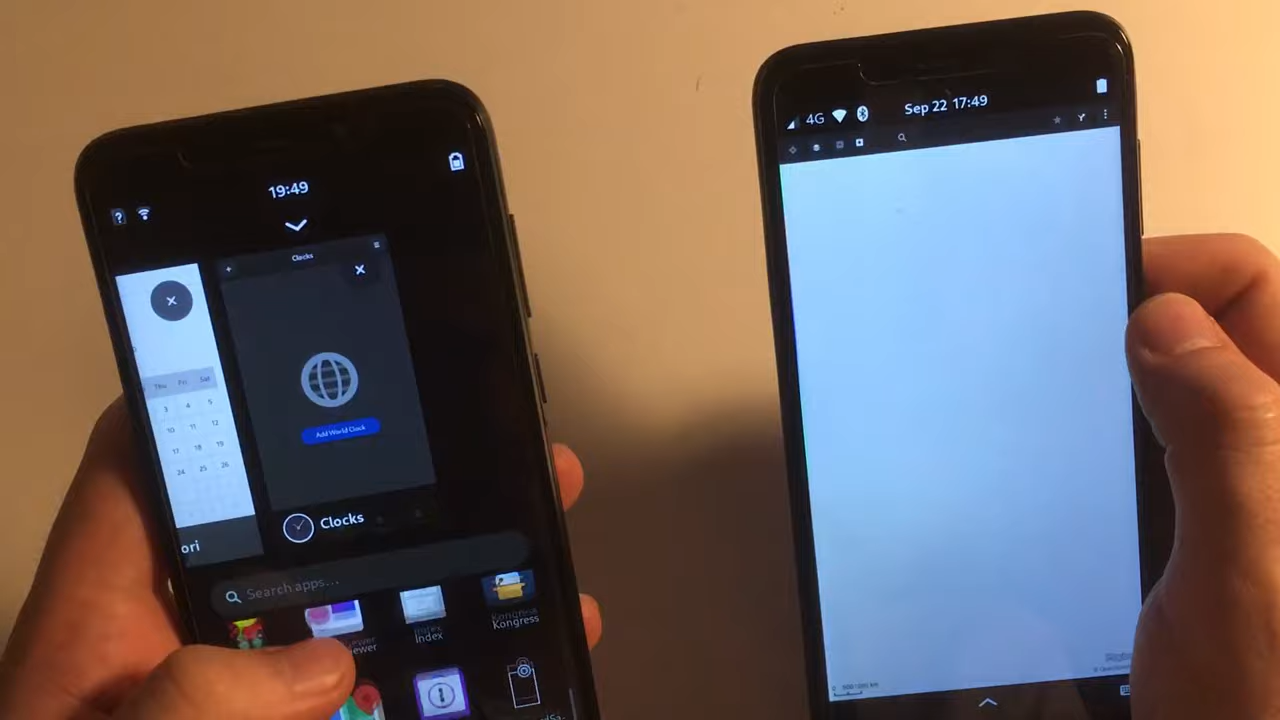 19:49
Clocks
Thu Fri Sat
3 4 5
10 11 12
17 18 19
24 25 26
Add World Clock
ori
Clocks
Search apps...
ewer
Index
Kongress
4G
Sep 22 17:49